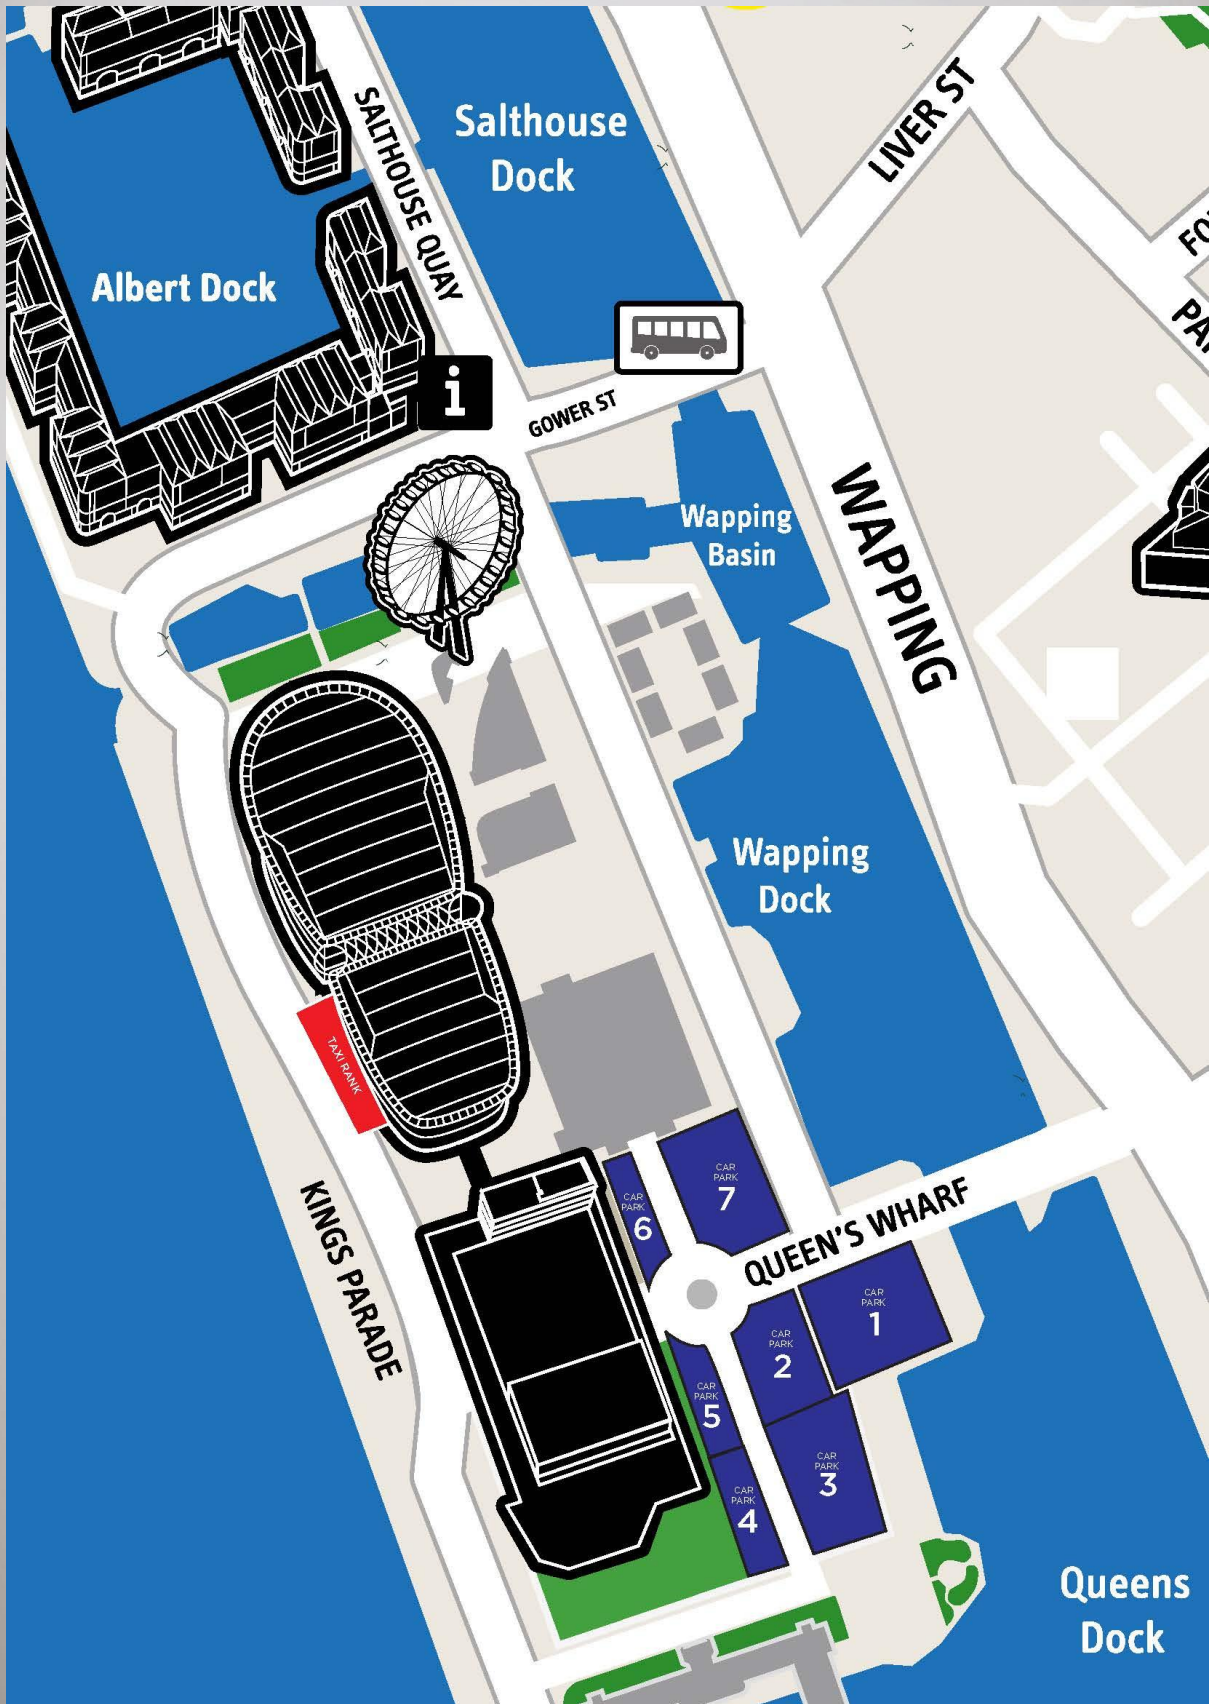 SALTHOUSE QUAY
Salthouse
Dock
LIVER ST
Albert Dock
i
GOWER ST
WAPPING
Wapping
Basin
Wapping
Dock
TAXI RANK
KINGS PARADE
CAR
PARK
7
CAR
PARK
6
QUEEN'S WHARF
CAR
PARK
1
CAR
PARK
2
CAR
PARK
5
CAR
PARK
3
CAR
PARK
4
Queens
Dock